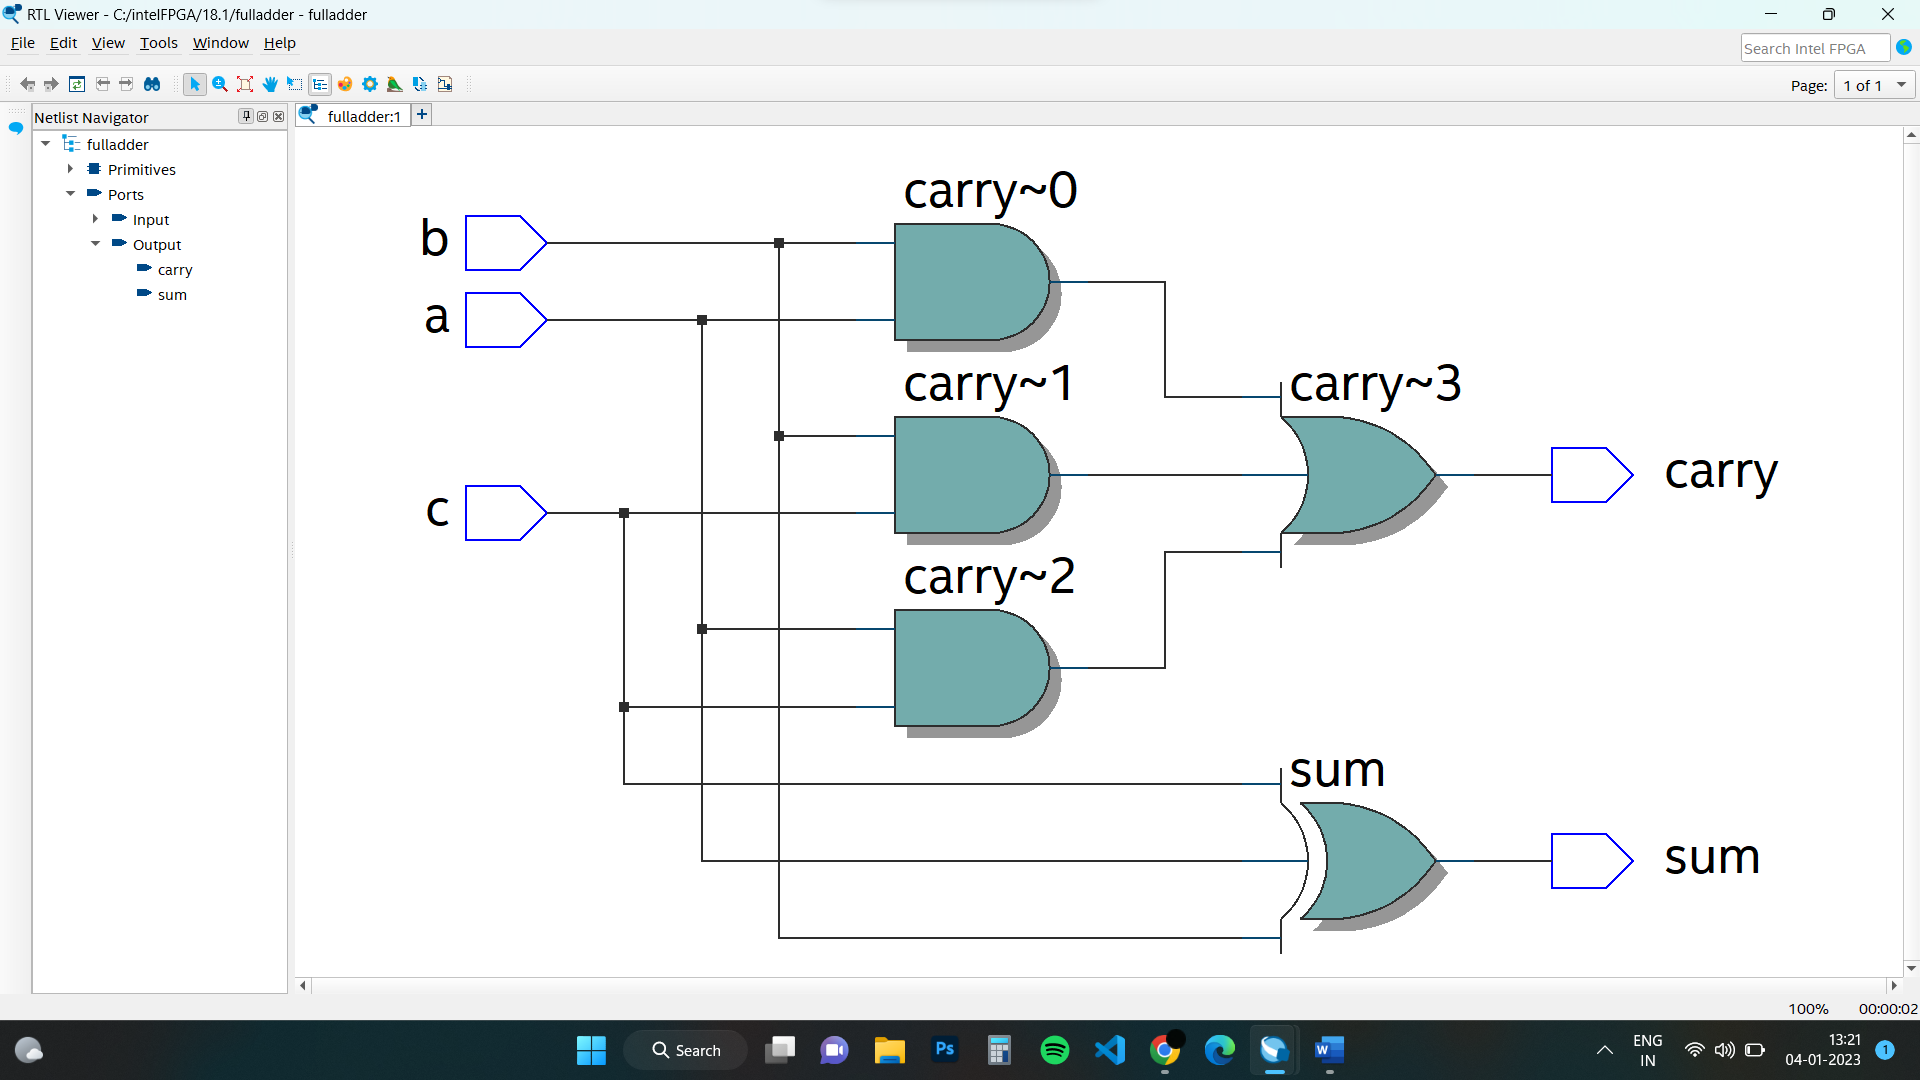 RTL Viewer - C:/intelFPGA/18.1/fulladder - fulladder
File Edit View Tools Window Help
Search Intel FPGA
Page: 1 of 1
Netlist Navigator
fulladder:1
fulladder
Primitives
Ports
Input
Output
carry
sum
carry~0
b
a
carry~1
carry~3
carry
c
carry~2
sum
sum
100% 00:00:02
Search
Ps
W
ENG
IN
13:21
04-01-2023
1